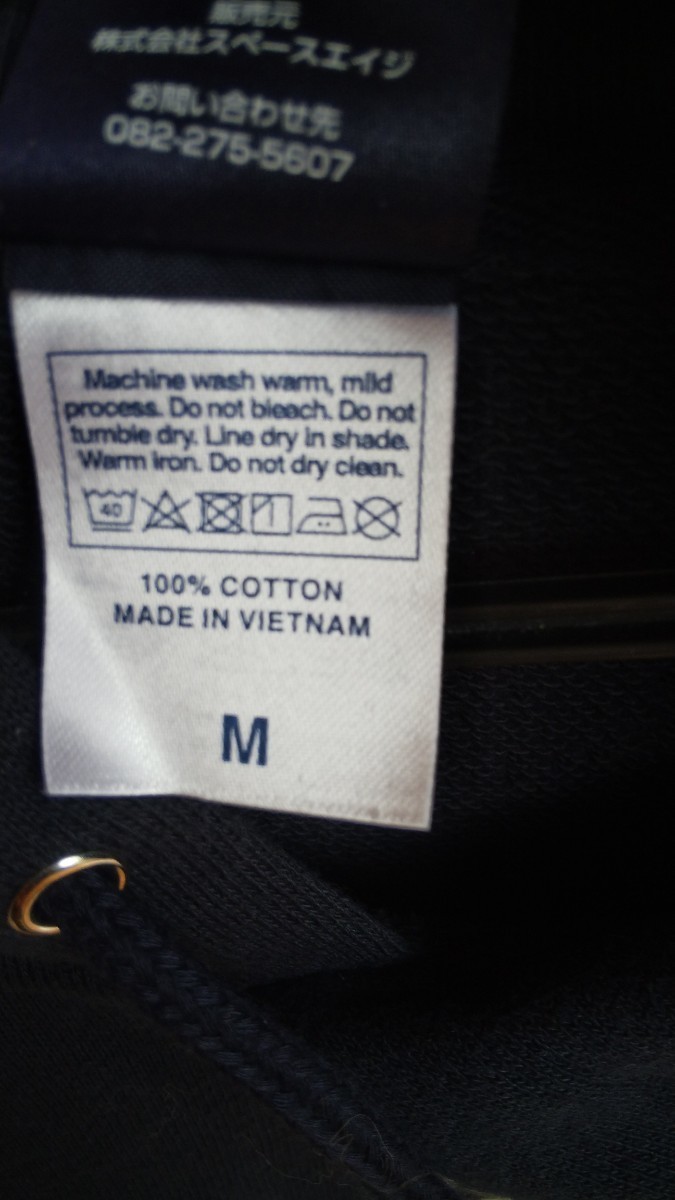 販売元
株式会社スペースエイジ
お問い合わせ先
082-275-5607
Machine wash warm, mild
process. Do not bleach. Do not
tumble dry. Line dry in shade.
Warm iron. Do not dry clean.
40
100% COTTON
MADE IN VIETNAM
M